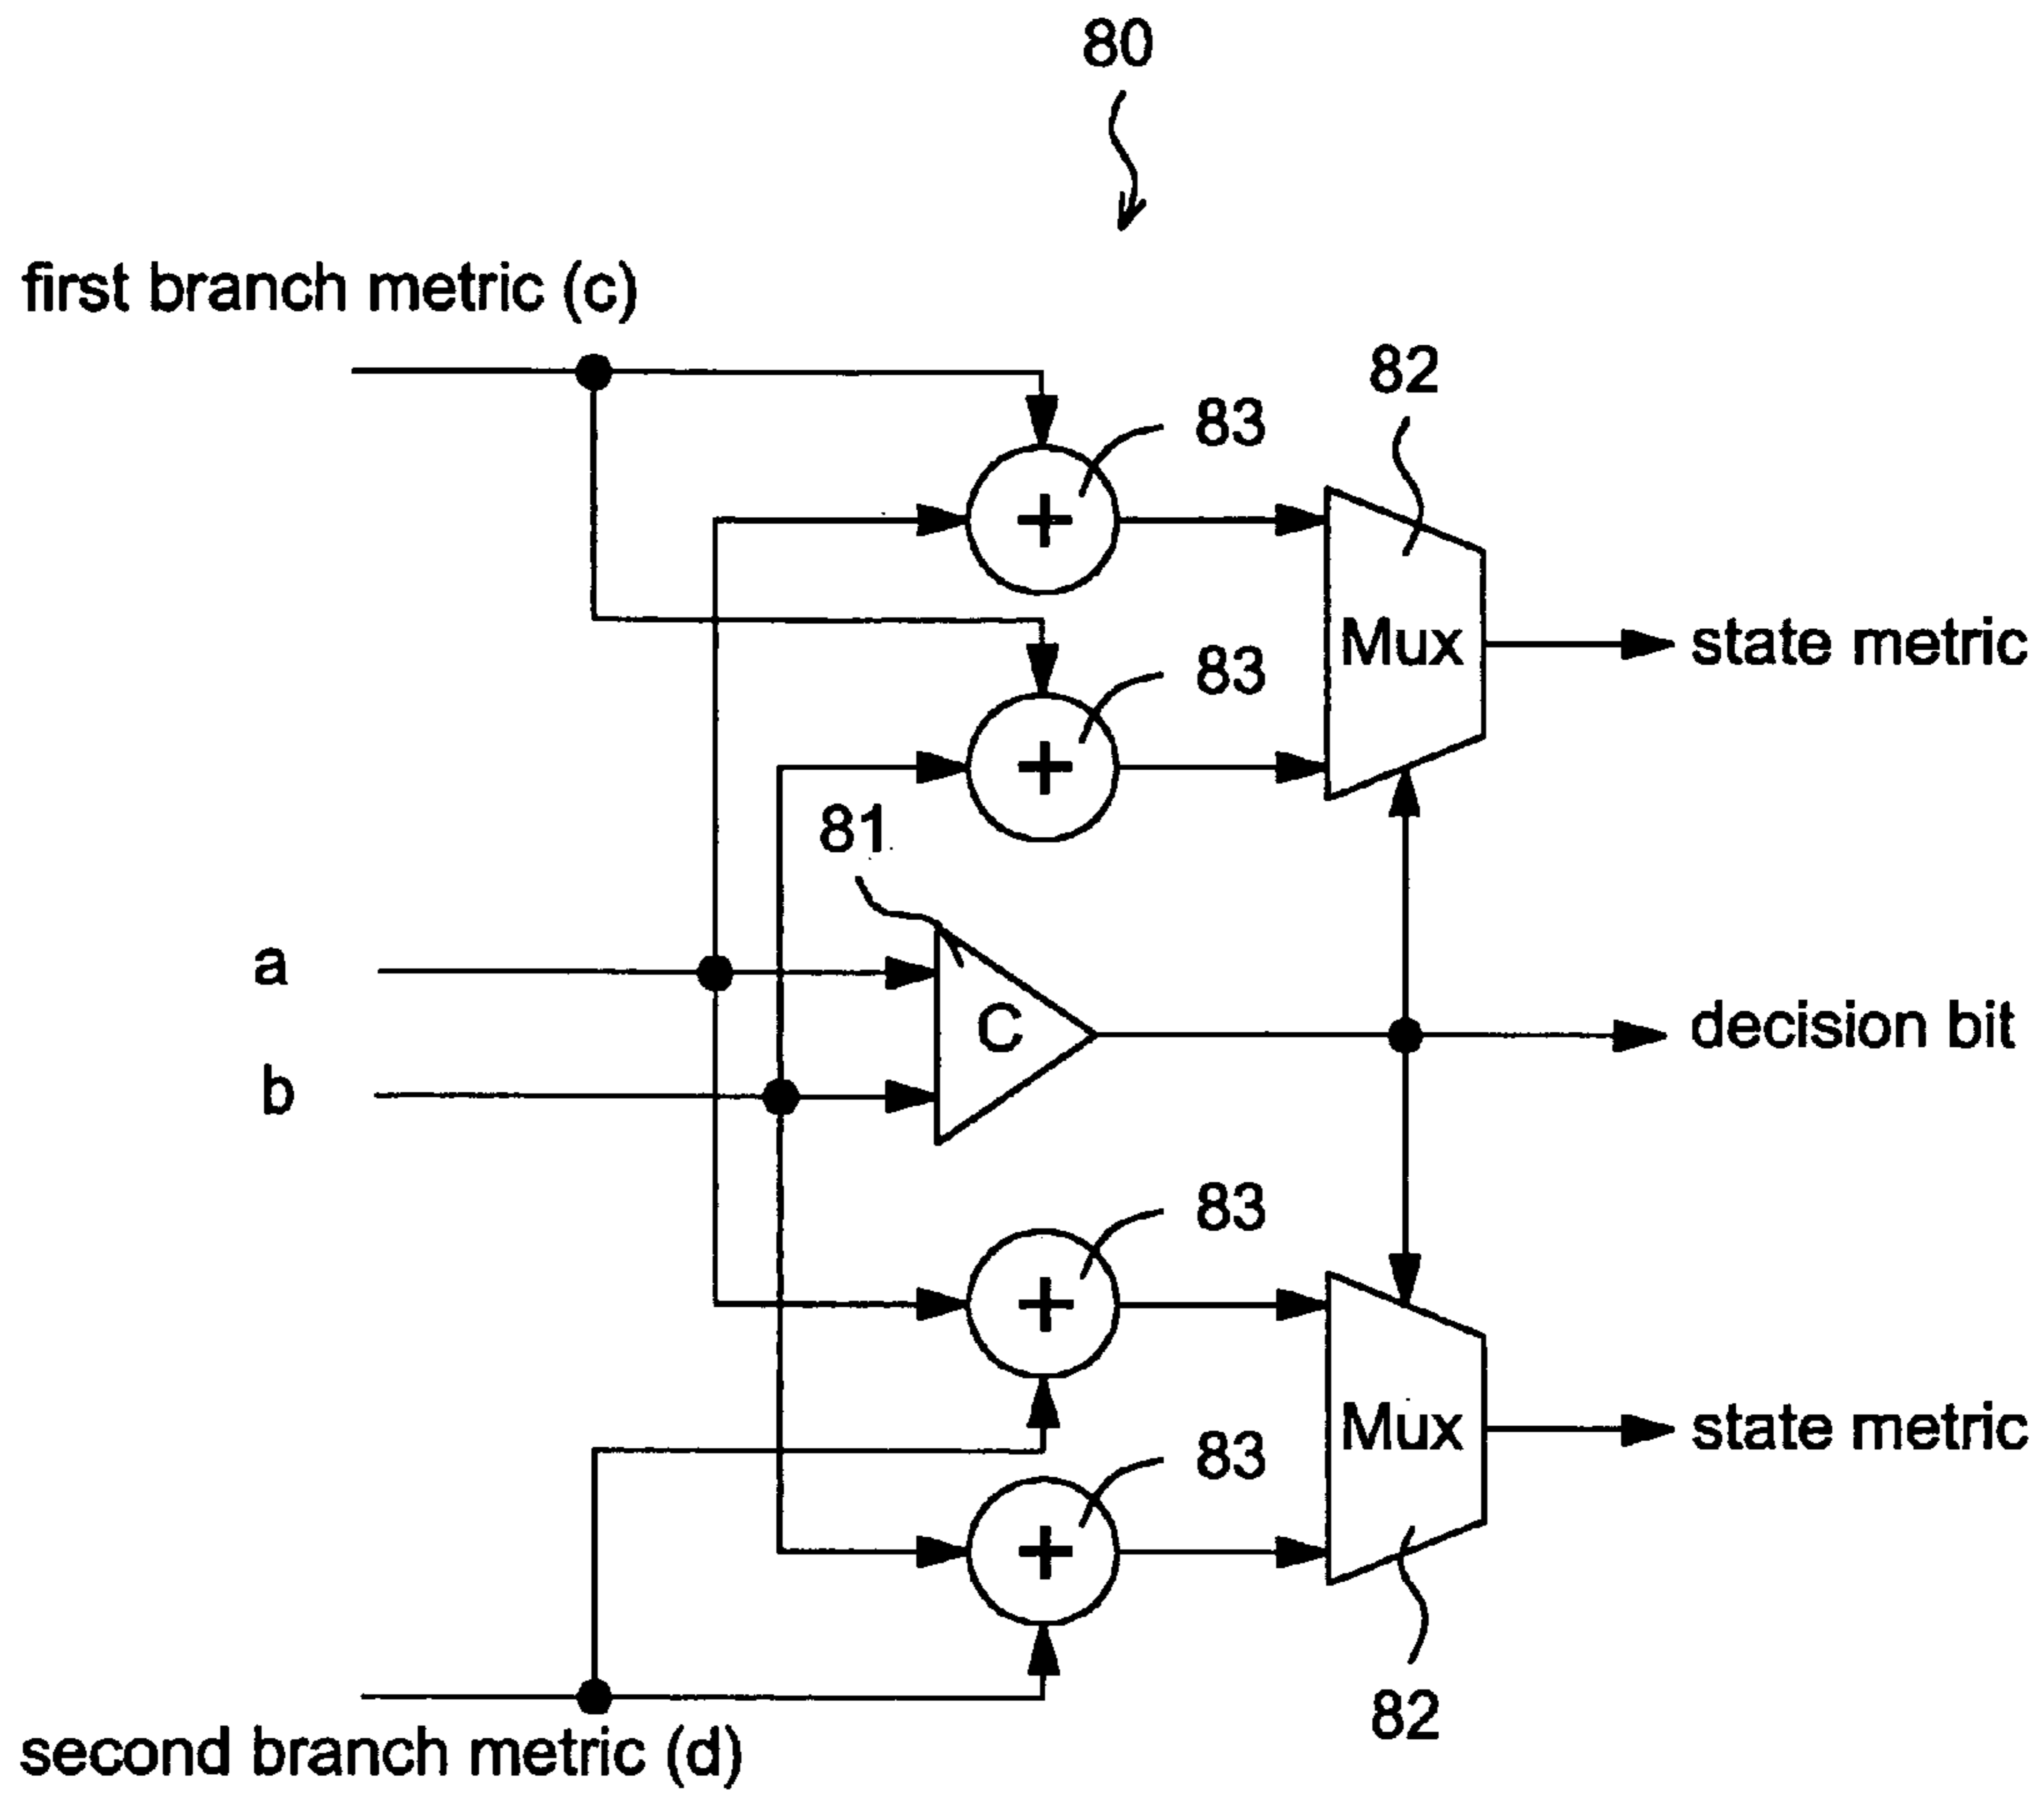 80
first branch metric (c)
82
83
+
Mux
state metric
83
+
81
a
C
decision bit
b
83
+
Mux
state metric
83
+
second branch metric (d)
82